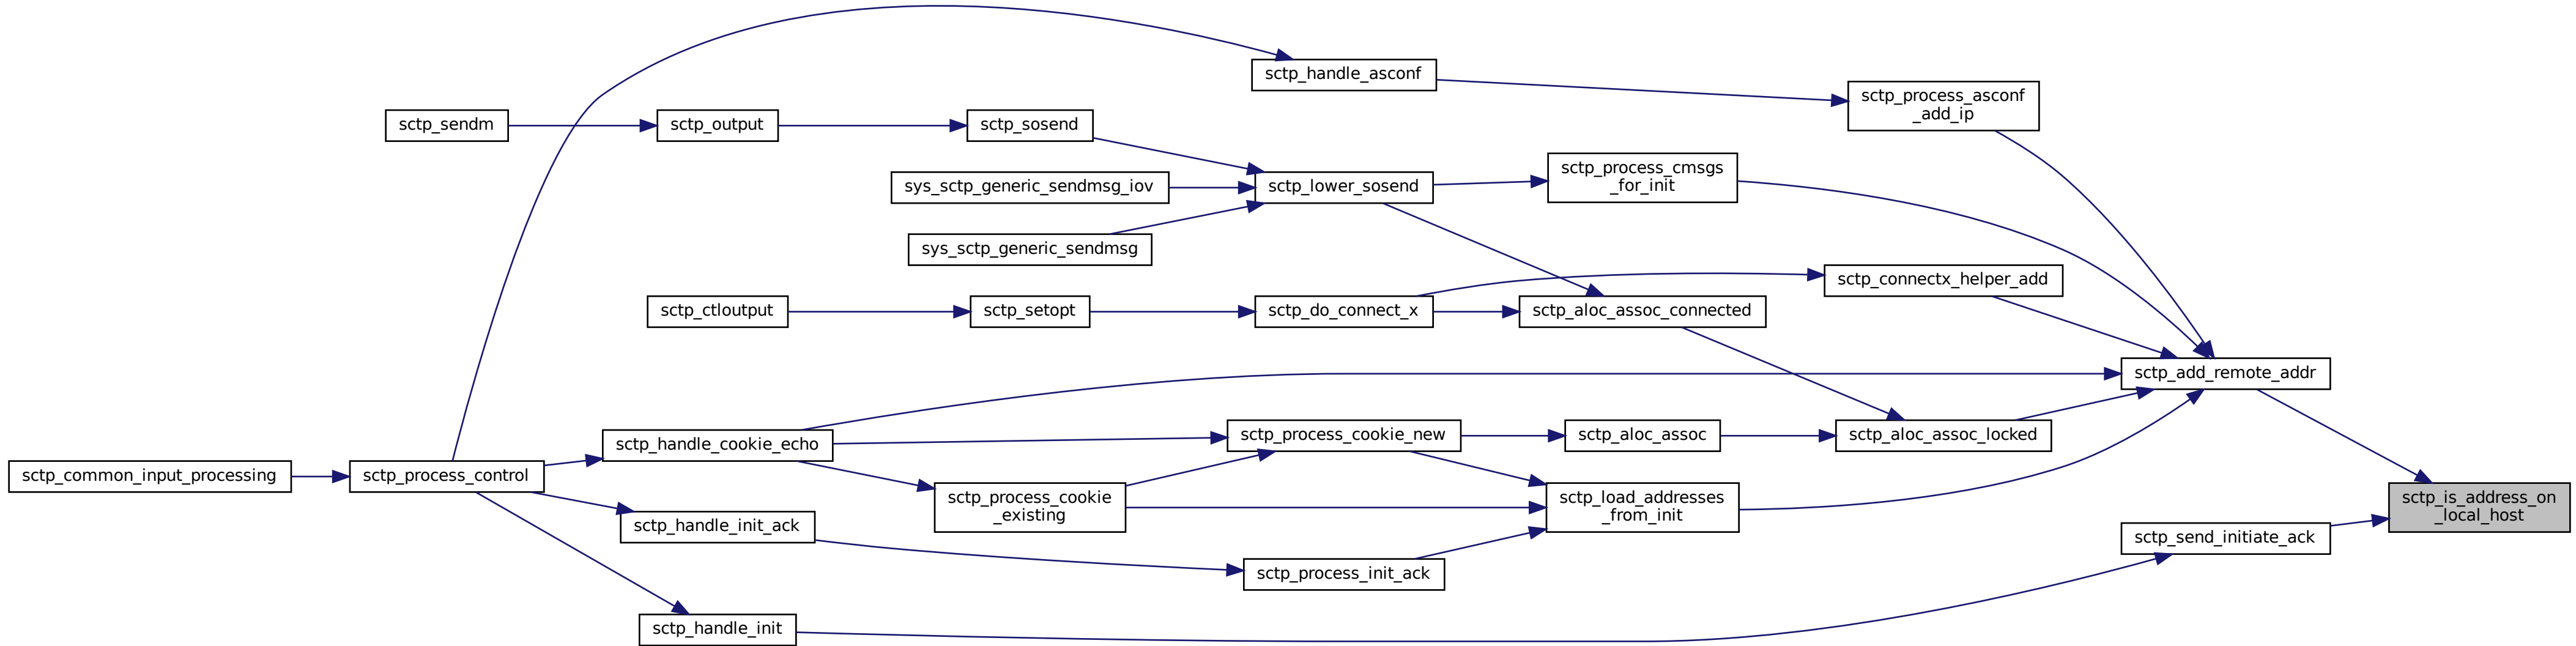 sctp_handle_asconf
sctp_process_asconf
_add_ip
sctp_sendm
sctp_output
sctp_sosend
sctp_process_cmsgs
_for_init
sys_sctp_generic_sendmsg_iov
sctp_lower_sosend
sys_sctp_generic_sendmsg
sctp_connectx_helper_add
sctp_ctloutput
sctp_setopt
sctp_do_connect_x
sctp_aloc_assoc_connected
sctp_add_remote_addr
sctp_handle_cookie_echo
sctp_process_cookie_new
sctp_aloc_assoc
sctp_aloc_assoc_locked
sctp_common_input_processing
sctp_process_control
sctp_process_cookie
_existing
sctp_load_addresses
_from_init
sctp_is_address_on
_local_host
sctp_handle_init_ack
sctp_send_initiate_ack
sctp_process_init_ack
sctp_handle_init